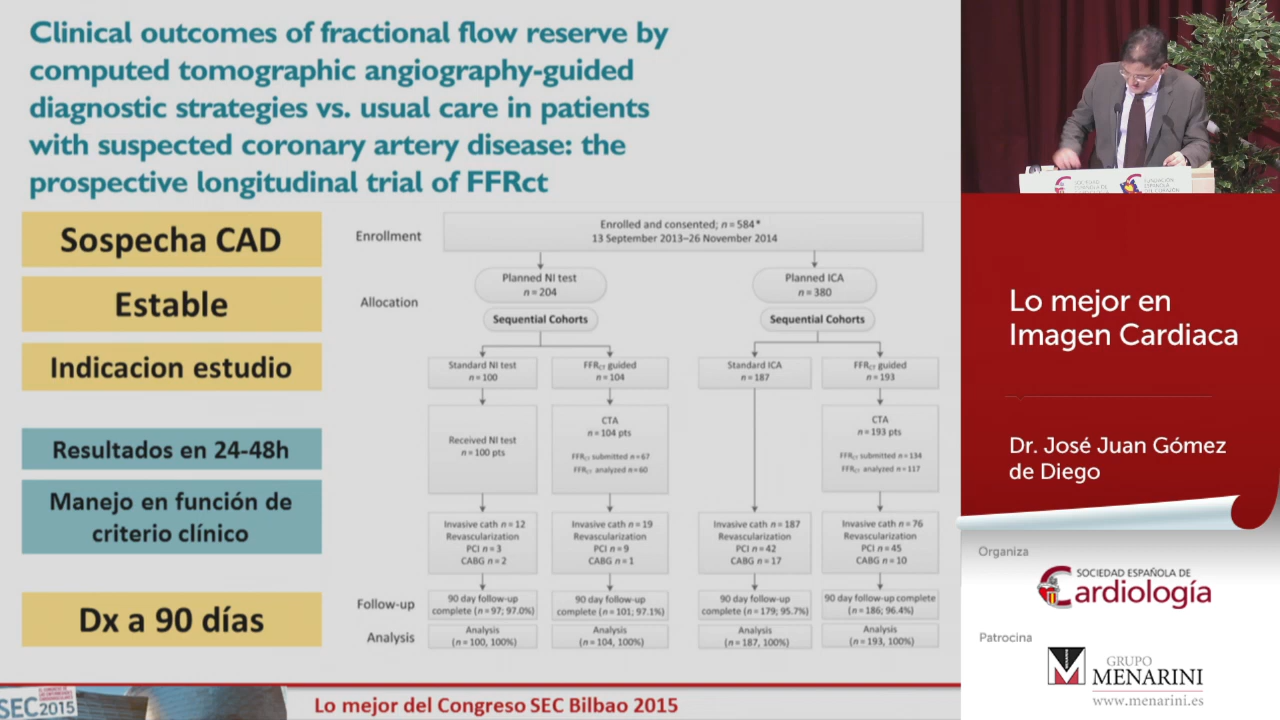 Clinical outcomes of fractional flow reserve by
computed tomographic angiography-guided
diagnostic strategies vs. usual care in patients
with suspected coronary artery disease: the
prospective longitudinal trial of FFRct
Sospecha CAD
Estable
Indicacion estudio
Resultados en 24-48h
Manejo en función de
criterio clínico
Dx a 90 días
Enrollment
Enrolled and consented; n = 584*
13 September 2013–26 November 2014
Allocation
Planned NI test
n = 204
Planned ICA
n = 380
Sequential Cohorts
Sequential Cohorts
Standard NI test
n = 100
FFRCT guided
n = 104
Standard ICA
n = 187
FFRCT guided
n = 193
Received NI test
n = 100 pts
CTA
n = 104 pts
FFRCT submitted n = 67
FFRCT analyzed n = 60
CTA
n = 193 pts
FFRCT submitted n = 134
FFRCT analyzed n = 117
Invasive cath n = 12
Revascularization
PCI n = 3
CABG n = 2
Invasive cath n = 19
Revascularization
PCI n = 9
CABG n = 1
Invasive cath n = 187
Revascularization
PCI n = 42
CABG n = 17
Invasive cath n = 76
Revascularization
PCI n = 45
CABG n = 10
Follow-up
90 day follow-up
complete (n = 97; 97.0%)
90 day follow-up
complete (n = 101; 97.1%)
90 day follow-up
complete (n = 179; 95.7%)
90 day follow-up complete
(n = 186; 96.4%)
Analysis
Analysis
(n = 100, 100%)
Analysis
(n = 104, 100%)
Analysis
(n = 187, 100%)
Analysis
(n = 193, 100%)
SEC2015
Lo mejor del Congreso SEC Bilbao 2015
Lo mejor en
Imagen Cardiaca
Dr. José Juan Gómez
de Diego
Organiza
SOCIEDAD ESPAÑOLA DE
Cardiología
Patrocina
GRUPO
MENARINI
www.menarini.es